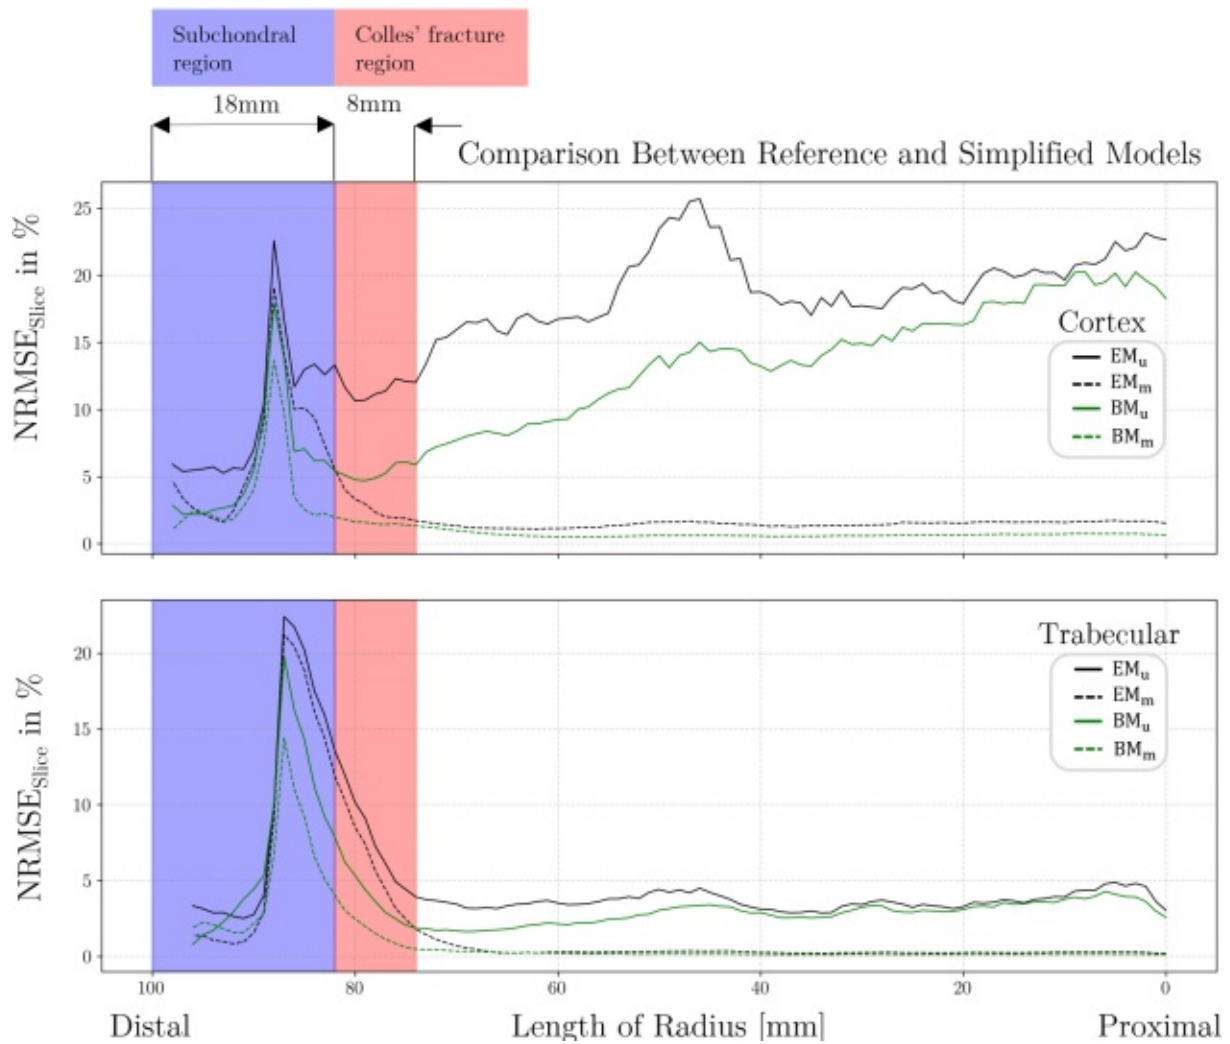 Subchondral
region
Colles' fracture
region
18mm
8mm
Comparison Between Reference and Simplified Models
NRMSE_Slice in %
25
20
15
10
5
0
Cortex
EM_u
EM_m
BM_u
BM_m
NRMSE_Slice in %
20
15
10
5
0
Trabecular
EM_u
EM_m
BM_u
BM_m
100
80
60
40
20
0
Distal
Length of Radius [mm]
Proximal